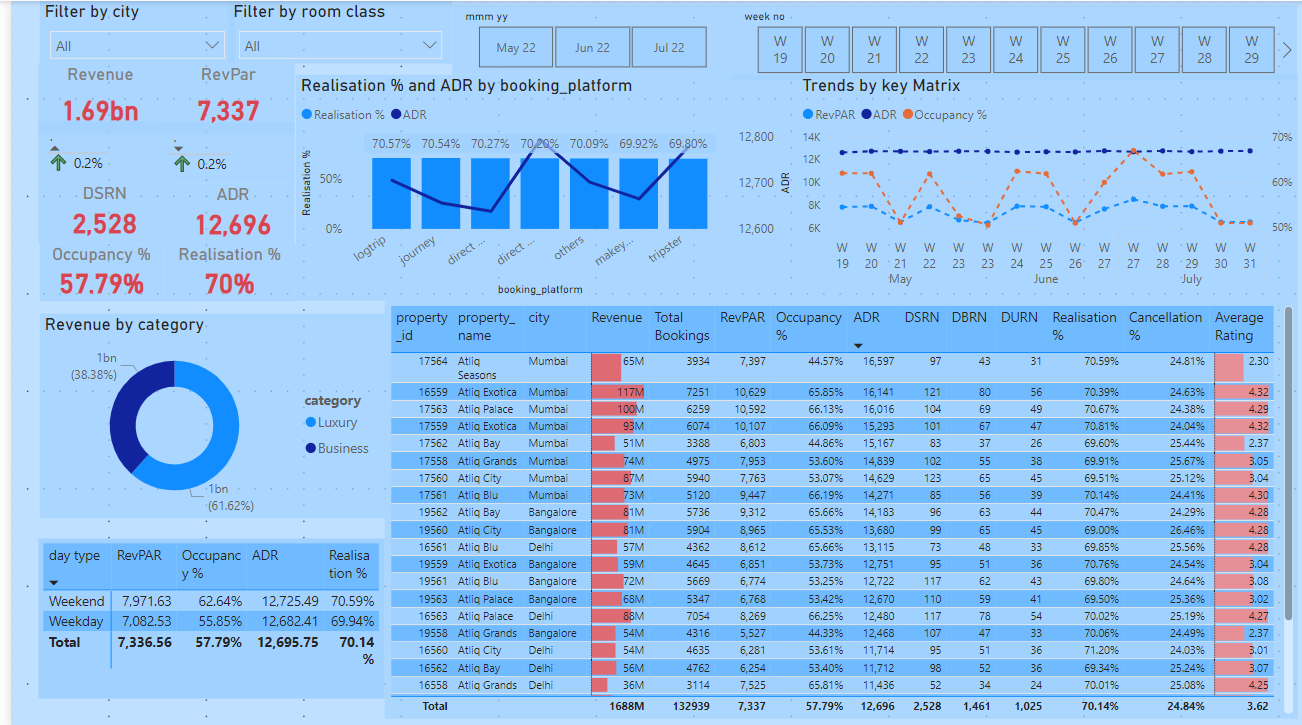 Filter by city
Filter by room class
All
All
mmm yy
May 22
Jun 22
Jul 22
week no
W 19
W 20
W 21
W 22
W 23
W 24
W 25
W 26
W 27
W 28
W 29
Revenue
1.69bn
RevPar
7,337
0.2%
0.2%
DSRN
2,528
ADR
12,696
Occupancy %
57.79%
Realisation %
70%
Realisation % and ADR by booking_platform
Realisation %
ADR
70.57%
70.54%
70.27%
70.20%
70.09%
69.92%
69.80%
Realisation %
50%
0%
12,800
12,700
12,600
ADR
logtrip
journey
direct ...
direct ...
others
makey...
tripster
booking_platform
Trends by key Matrix
RevPAR
ADR
Occupancy %
14K
12K
10K
8K
6K
70%
60%
50%
W 19
W 20
W 21
W 22
W 23
W 23
W 24
W 25
W 26
W 27
W 27
W 28
W 29
W 30
W 31
May
June
July
Revenue by category
1bn
(38.38%)
1bn
(61.62%)
category
Luxury
Business
day type RevPAR Occupanc ADR Realisa
y % tion %
Weekend 7,971.63 62.64% 12,725.49 70.59%
Weekday 7,082.53 55.85% 12,682.41 69.94%
Total 7,336.56 57.79% 12,695.75 70.14
%
property property_ city Revenue Total RevPAR Occupancy ADR DSRN DBRN DURN Realisation Cancellation Average
_id name Bookings % % % Rating
17564 Atliq Mumbai 65M 3934 7,397 44.57% 16,597 97 43 31 70.59% 24.81% 2.30
Seasons
16559 Atliq Exotica Mumbai 117M 7251 10,629 65.85% 16,141 121 80 56 70.39% 24.63% 4.32
17563 Atliq Palace Mumbai 100M 6259 10,592 66.13% 16,016 104 69 49 70.67% 24.38% 4.29
17559 Atliq Exotica Mumbai 93M 6074 10,107 66.09% 15,293 101 67 47 70.81% 24.04% 4.32
17562 Atliq Bay Mumbai 51M 3388 6,803 44.86% 15,167 83 37 26 69.60% 25.44% 2.37
17558 Atliq Grands Mumbai 74M 4975 7,953 53.60% 14,839 102 55 38 69.91% 25.67% 3.05
17560 Atliq City Mumbai 87M 5940 7,763 53.07% 14,629 123 65 45 69.51% 25.12% 3.04
17561 Atliq Blu Mumbai 73M 5120 9,447 66.19% 14,271 85 56 39 70.14% 24.41% 4.30
19562 Atliq Bay Bangalore 81M 5736 9,312 65.66% 14,183 96 63 44 70.47% 24.29% 4.28
19560 Atliq City Bangalore 81M 5904 8,965 65.53% 13,680 99 65 45 69.00% 26.46% 4.28
16561 Atliq Blu Delhi 57M 4362 8,612 65.66% 13,115 73 48 33 69.85% 25.56% 4.28
19559 Atliq Exotica Bangalore 59M 4645 6,851 53.73% 12,751 95 51 36 70.76% 24.54% 3.04
19561 Atliq Blu Bangalore 72M 5669 6,774 53.25% 12,722 117 62 43 69.80% 24.64% 3.08
19563 Atliq Palace Bangalore 68M 5347 6,768 53.42% 12,670 110 59 41 69.50% 25.36% 3.02
16563 Atliq Palace Delhi 88M 7054 8,269 66.25% 12,480 117 78 54 70.02% 25.19% 4.27
19558 Atliq Grands Bangalore 54M 4316 5,527 44.33% 12,468 107 47 33 70.06% 24.49% 2.37
16560 Atliq City Delhi 54M 4635 6,281 53.61% 11,714 95 51 36 71.20% 24.03% 3.01
16562 Atliq Bay Delhi 56M 4762 6,254 53.40% 11,712 98 52 36 69.34% 25.24% 3.07
16558 Atliq Grands Delhi 36M 3114 7,525 65.81% 11,436 52 34 24 70.01% 25.08% 4.25
Total 1688M 132939 7,337 57.79% 12,696 2,528 1,461 1,025 70.14% 24.84% 3.62